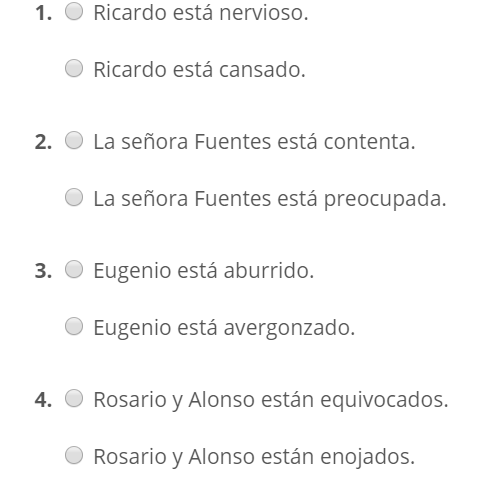 1. Ricardo está nervioso.
Ricardo está cansado.
2. La señora Fuentes está contenta.
La señora Fuentes está preocupada.
3. Eugenio está aburrido.
Eugenio está avergonzado.
4. Rosario y Alonso están equivocados.
Rosario y Alonso están enojados.